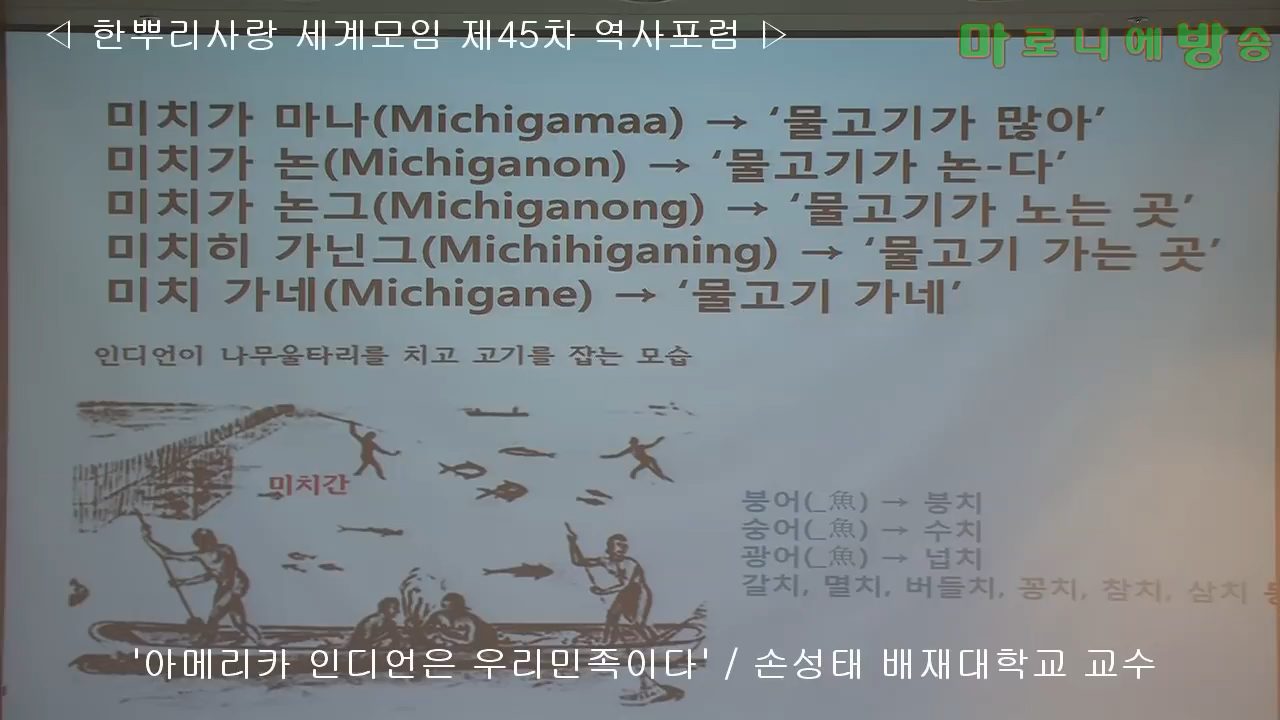 ◁ 한뿌리사랑 세계모임 제45차 역사포럼 ▷
마로니에방송
미치가 마나(Michigamaa) → ‘물고기가 많아’
미치가 논(Michiganon) → ‘물고기가 논-다’
미치가 논그(Michiganong) → ‘물고기가 노는 곳’
미치히 가닌그(Michihiganing) → ‘물고기 가는 곳’
미치 가네(Michigane) → ‘물고기 가네’
인디언이 나무울타리를 치고 고기를 잡는 모습
미치간
붕어(_魚) → 붕치
숭어(_魚) → 수치
광어(_魚) → 넙치
갈치, 멸치, 버들치, 꽁치, 참치, 삼치
'아메리카 인디언은 우리민족이다' / 손성태 배재대학교 교수